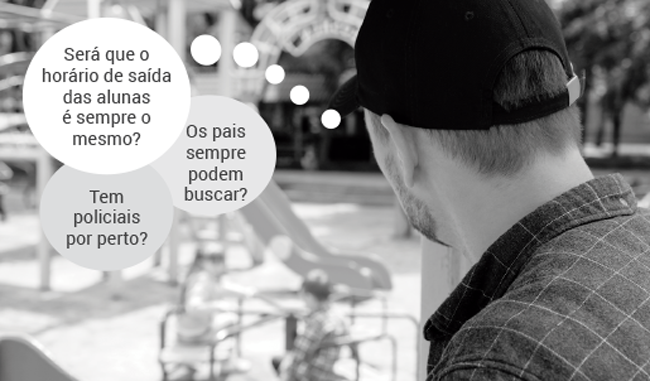 Será que o
horário de saída
das alunas
é sempre o
mesmo?
Os pais
sempre
podem
buscar?
Tem
policiais
por perto?